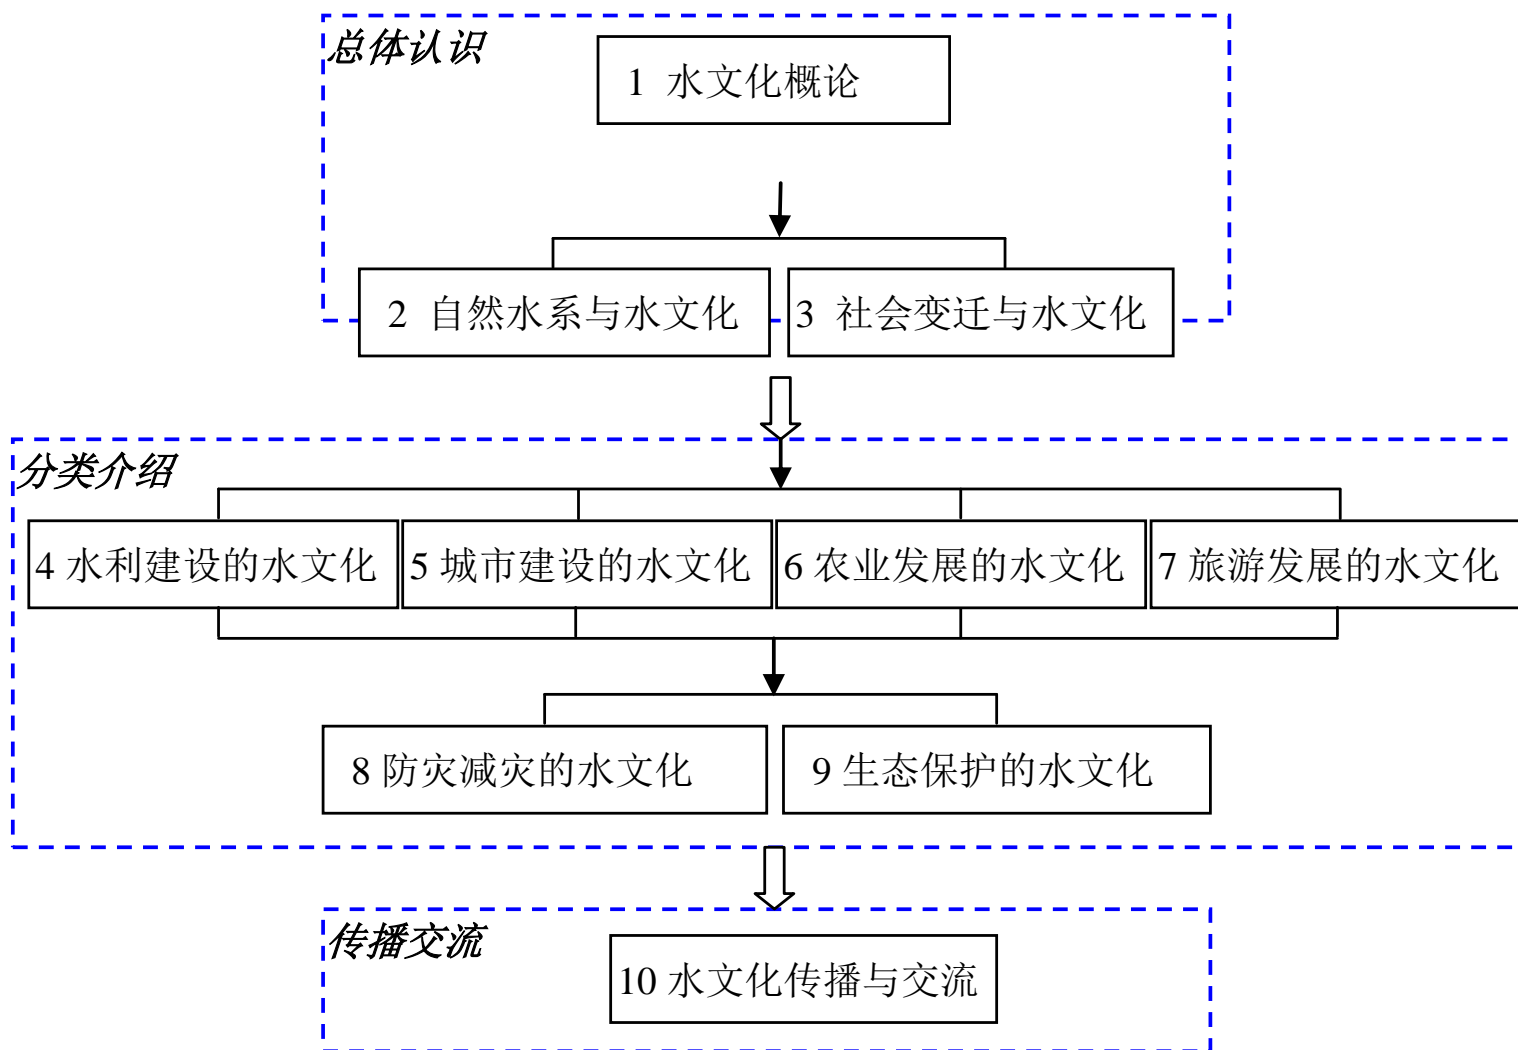 总体认识
1 水文化概论
2 自然水系与水文化
3 社会变迁与水文化
分类介绍
4 水利建设的水文化
5 城市建设的水文化
6 农业发展的水文化
7 旅游发展的水文化
8 防灾减灾的水文化
9 生态保护的水文化
传播交流
10 水文化传播与交流